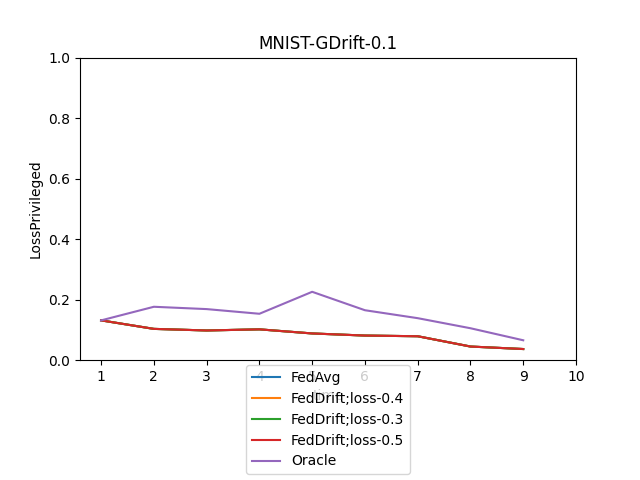 MNIST-GDrift-0.1
1.0
0.8
0.6
0.4
0.2
0.0
LossPrivileged
1 2 3 4 5 6 7 8 9 10
FedAvg
FedDrift;loss-0.4
FedDrift;loss-0.3
FedDrift;loss-0.5
Oracle